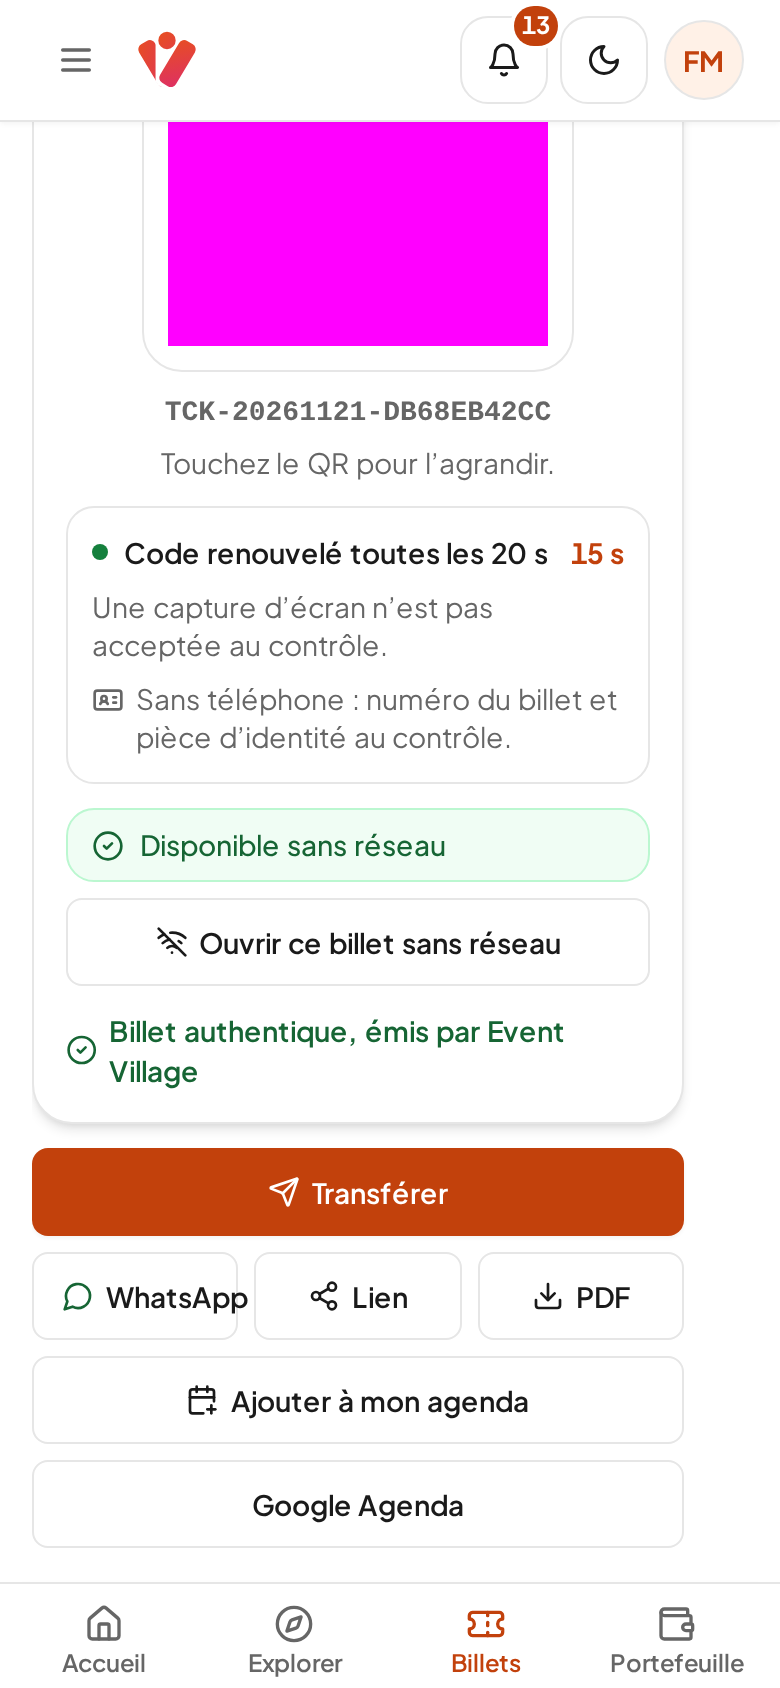 13
FM
TCK-20261121-DB68EB42CC
Touchez le QR pour l’agrandir.
Code renouvelé toutes les 20 s 15 s
Une capture d’écran n’est pas
acceptée au contrôle.
Sans téléphone : numéro du billet et
pièce d’identité au contrôle.
Disponible sans réseau
Ouvrir ce billet sans réseau
Billet authentique, émis par Event
Village
Transférer
WhatsApp
Lien
PDF
Ajouter à mon agenda
Google Agenda
Accueil
Explorer
Billets
Portefeuille